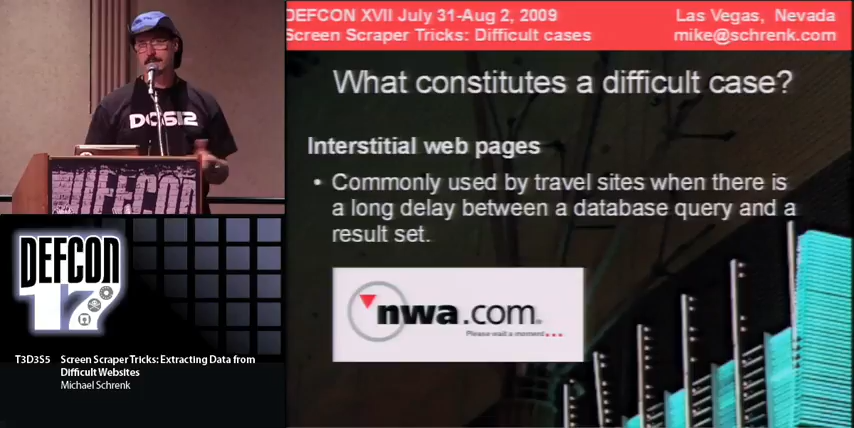 DEFCON XVII July 31-Aug 2, 2009
Las Vegas, Nevada
Screen Scraper Tricks: Difficult cases
mike@schrenk.com
What constitutes a difficult case?
Interstitial web pages
• Commonly used by travel sites when there is
a long delay between a database query and a
result set.
nwa.com®
Please wait a moment...
DC612
DEFCON
DEFCON
17
T3D3S5 Screen Scraper Tricks: Extracting Data from
Difficult Websites
Michael Schrenk